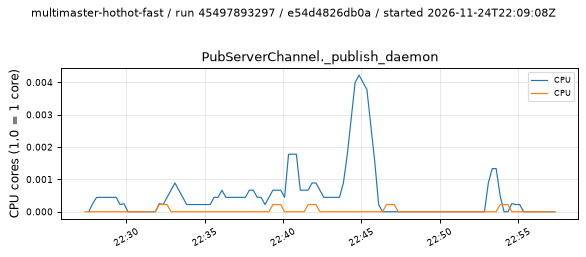 multimaster-hothot-fast / run 45497893297 / e54d4826db0a / started 2026-11-24T22:09:08Z
PubServerChannel._publish_daemon
CPU cores (1.0 = 1 core)
0.004
0.003
0.002
0.001
0.000
CPU
CPU
22:30
22:35
22:40
22:45
22:50
22:55